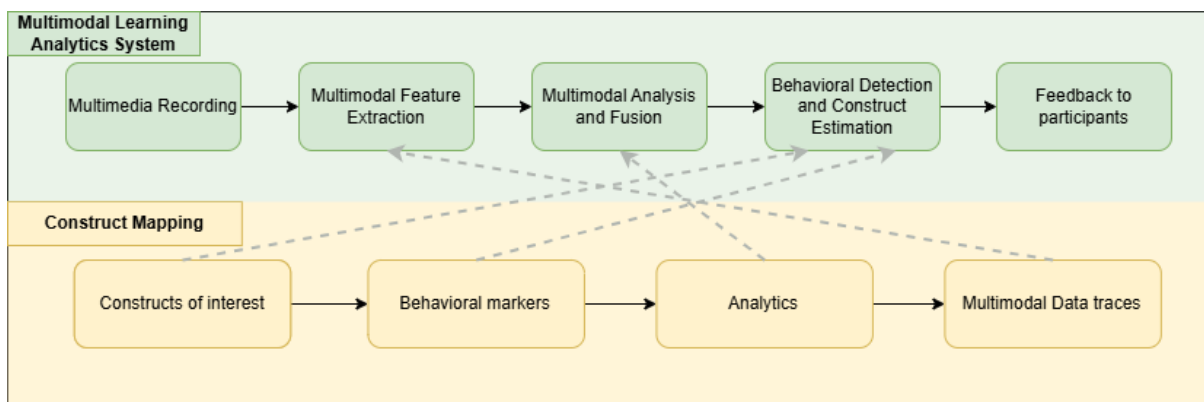 Multimodal Learning
Analytics System
Multimedia Recording
Multimodal Feature
Extraction
Multimodal Analysis
and Fusion
Behavioral Detection
and Construct
Estimation
Feedback to
participants
Construct Mapping
Constructs of interest
Behavioral markers
Analytics
Multimodal Data traces